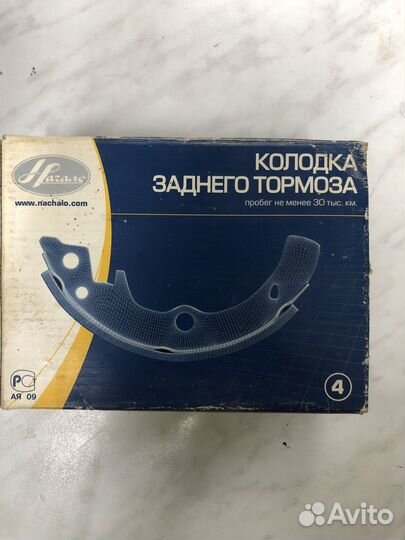 Начало
www.nachalo.com
КОЛОДКА
ЗАДНЕГО ТОРМОЗА
пробег не менее 30 тыс. км.
РС
АЯ 09
4
Avito